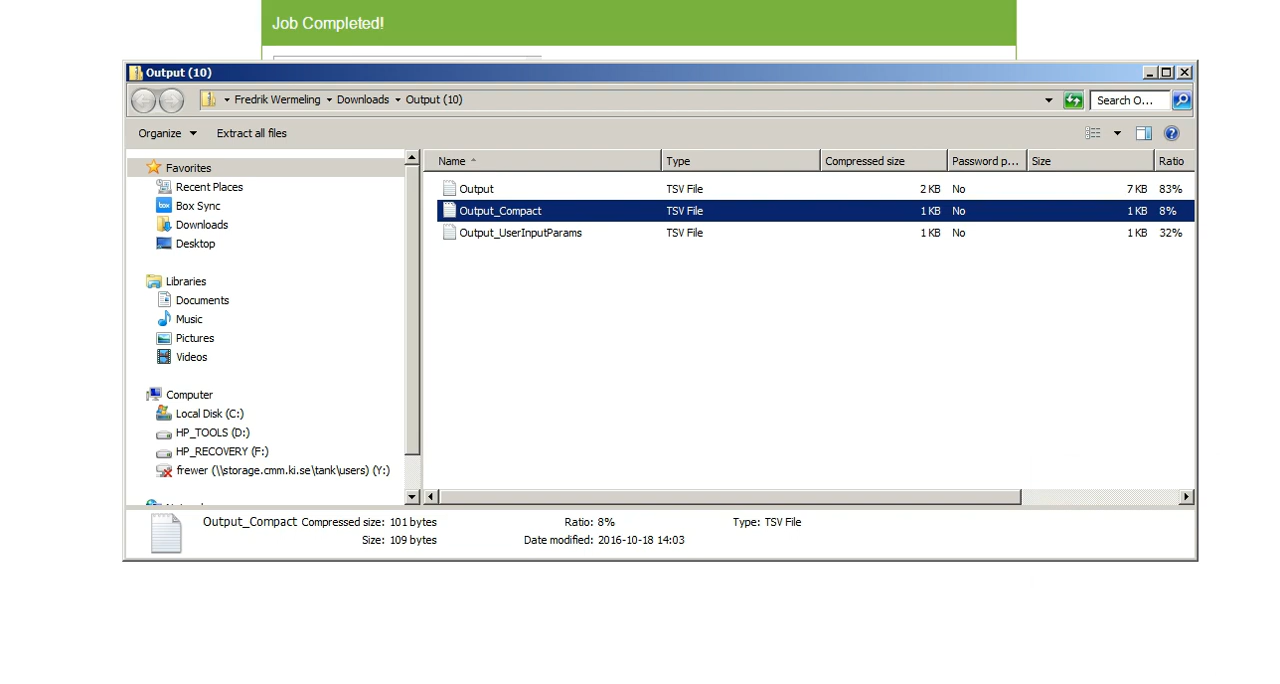 Job Completed!
Output (10)
Fredrik Wermeling Downloads Output (10)
Search O...
Organize Extract all files
Name Type Compressed size Password p... Size Ratio
Favorites
Recent Places
Box Sync
Downloads
Desktop
Libraries
Documents
Music
Pictures
Videos
Computer
Local Disk (C:)
HP_TOOLS (D:)
HP_RECOVERY (F:)
frewer (\\storage.cmm.ki.se\tank\users) (Y:)
Output TSV File 2 KB No 7 KB 83%
Output_Compact TSV File 1 KB No 1 KB 8%
Output_UserInputParams TSV File 1 KB No 1 KB 32%
Output_Compact Compressed size: 101 bytes Ratio: 8% Type: TSV File
Size: 109 bytes Date modified: 2016-10-18 14:03